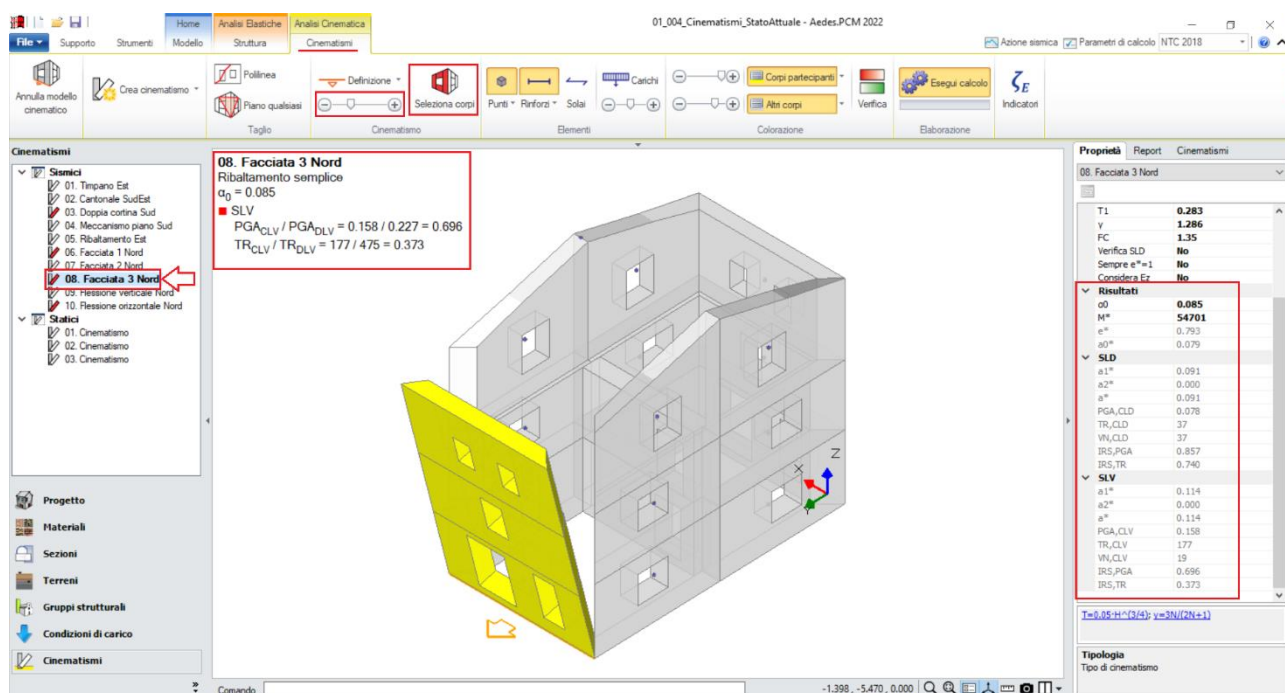 Home
Analisi Elastiche
Analisi Cinematica
01_004_Cinematismi_StatoAttuale - Aedes.PCM 2022
File
Supporto
Strumenti
Modello
Struttura
Cinematismi
Azione sismica
Parametri di calcolo
NTC 2018
Annulla modello
cinematico
Crea cinematismo
Polilinea
Piano qualsiasi
Taglio
Definizione
Seleziona corpi
Cinematismo
Punti
Rinforzi
Solai
Carichi
Elementi
Corpi partecipanti
Altri corpi
Verifica
Colorazione
Esegui calcolo
Elaborazione
ζE
Indicatori
Cinematismi
Sismici
01. Timpano Est
02. Cantonale SudEst
03. Doppia cortina Sud
04. Meccanismo piano Sud
05. Ribaltamento Est
06. Facciata 1 Nord
07. Facciata 2 Nord
08. Facciata 3 Nord
09. Flessione verticale Nord
10. Flessione orizzontale Nord
Statici
01. Cinematismo
02. Cinematismo
03. Cinematismo
Progetto
Materiali
Sezioni
Terreni
Gruppi strutturali
Condizioni di carico
Cinematismi
08. Facciata 3 Nord
Ribaltamento semplice
α0 = 0.085
SLV
PGACLV / PGADLV = 0.158 / 0.227 = 0.696
TRCLV / TRDLV = 177 / 475 = 0.373
Z
X
Y
Comando
-1.398, -5.470, 0.000
Proprietà
Report
Cinematismi
08. Facciata 3 Nord
T1 0.283
γ 1.286
FC 1.35
Verifica SLD No
Sempre e*=1 No
Considera Ez No
Risultati
α0 0.085
M* 54701
e* 0.793
a0* 0.079
SLD
a1* 0.091
a2* 0.000
a* 0.091
PGA,CLD 0.078
TR,CLD 37
VN,CLD 37
IRS,PGA 0.857
IRS,TR 0.740
SLV
a1* 0.114
a2* 0.000
a* 0.114
PGA,CLV 0.158
TR,CLV 177
VN,CLV 19
IRS,PGA 0.696
IRS,TR 0.373
T=0.05·H^(3/4); γ=3N/(2N+1)
Tipologia
Tipo di cinematismo